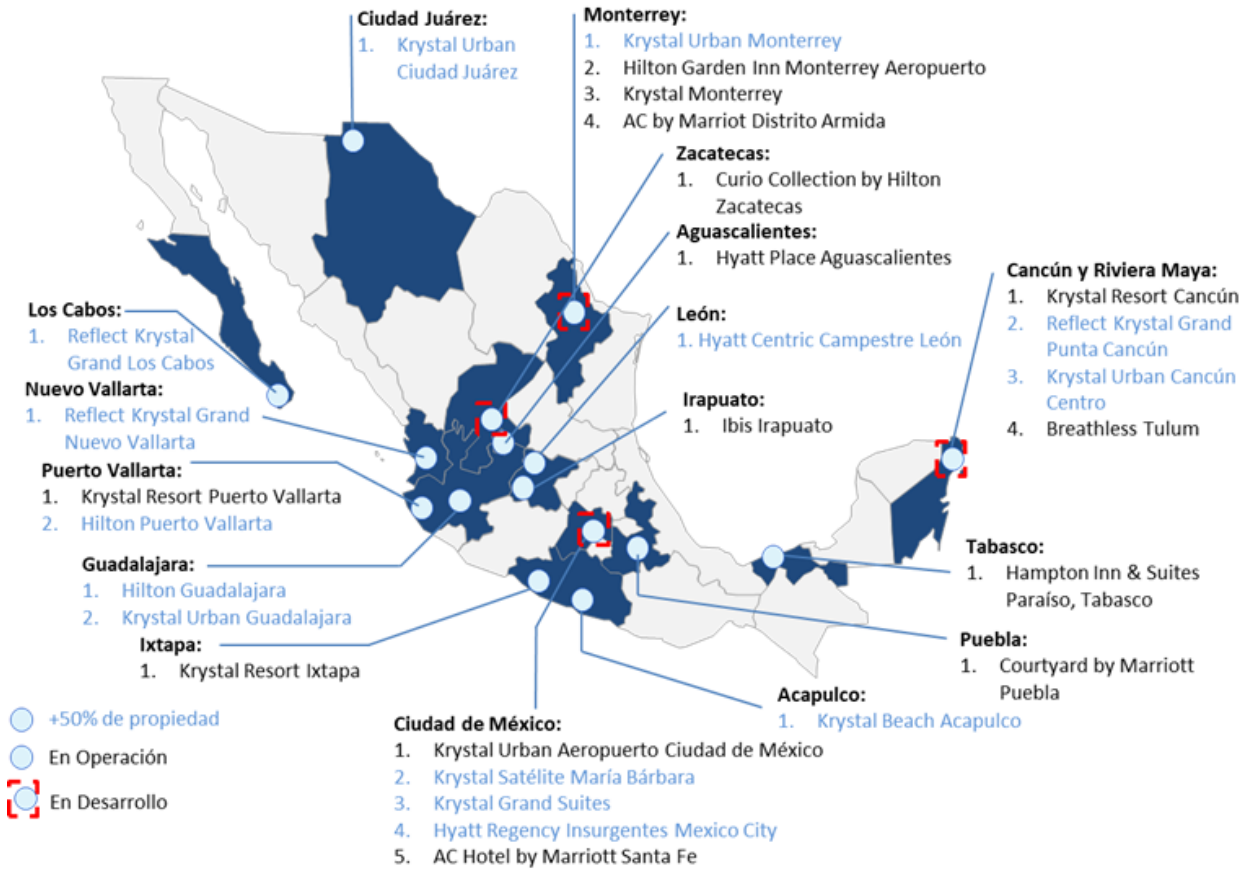 Ciudad Juárez:
1. Krystal Urban
Ciudad Juárez
Monterrey:
1. Krystal Urban Monterrey
2. Hilton Garden Inn Monterrey Aeropuerto
3. Krystal Monterrey
4. AC by Marriot Distrito Armida
Zacatecas:
1. Curio Collection by Hilton
Zacatecas
Aguascalientes:
1. Hyatt Place Aguascalientes
León:
1. Hyatt Centric Campestre León
Irapuato:
1. Ibis Irapuato
Cancún y Riviera Maya:
1. Krystal Resort Cancún
2. Reflect Krystal Grand
Punta Cancún
3. Krystal Urban Cancún
Centro
4. Breathless Tulum
Los Cabos:
1. Reflect Krystal
Grand Los Cabos
Nuevo Vallarta:
1. Reflect Krystal Grand
Nuevo Vallarta
Puerto Vallarta:
1. Krystal Resort Puerto Vallarta
2. Hilton Puerto Vallarta
Guadalajara:
1. Hilton Guadalajara
2. Krystal Urban Guadalajara
Ixtapa:
1. Krystal Resort Ixtapa
Tabasco:
1. Hampton Inn & Suites
Paraíso, Tabasco
Puebla:
1. Courtyard by Marriott
Puebla
Acapulco:
1. Krystal Beach Acapulco
Ciudad de México:
1. Krystal Urban Aeropuerto Ciudad de México
2. Krystal Satélite María Bárbara
3. Krystal Grand Suites
4. Hyatt Regency Insurgentes Mexico City
5. AC Hotel by Marriott Santa Fe
+50% de propiedad
En Operación
En Desarrollo